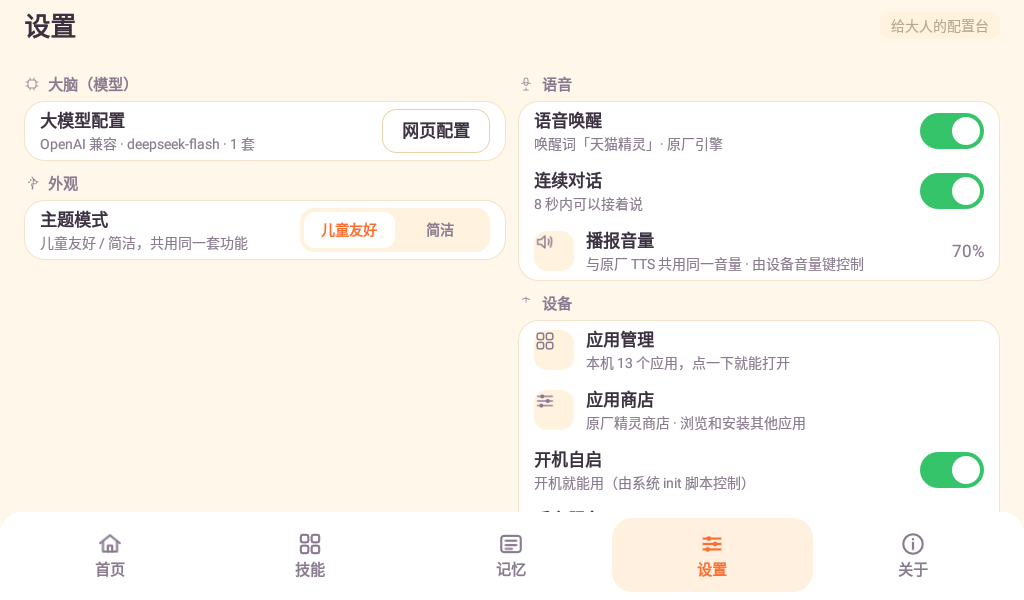 设置
给大人的配置台
大脑（模型）
大模型配置
OpenAI 兼容 · deepseek-flash · 1 套
网页配置
外观
主题模式
儿童友好 / 简洁，共用同一套功能
儿童友好
简洁
语音
语音唤醒
唤醒词「天猫精灵」· 原厂引擎
连续对话
8 秒内可以接着说
播报音量
与原厂 TTS 共用同一音量 · 由设备音量键控制
70%
设备
应用管理
本机 13 个应用，点一下就能打开
应用商店
原厂精灵商店 · 浏览和安装其他应用
开机自启
开机就能用（由系统 init 脚本控制）
首页
技能
记忆
设置
关于